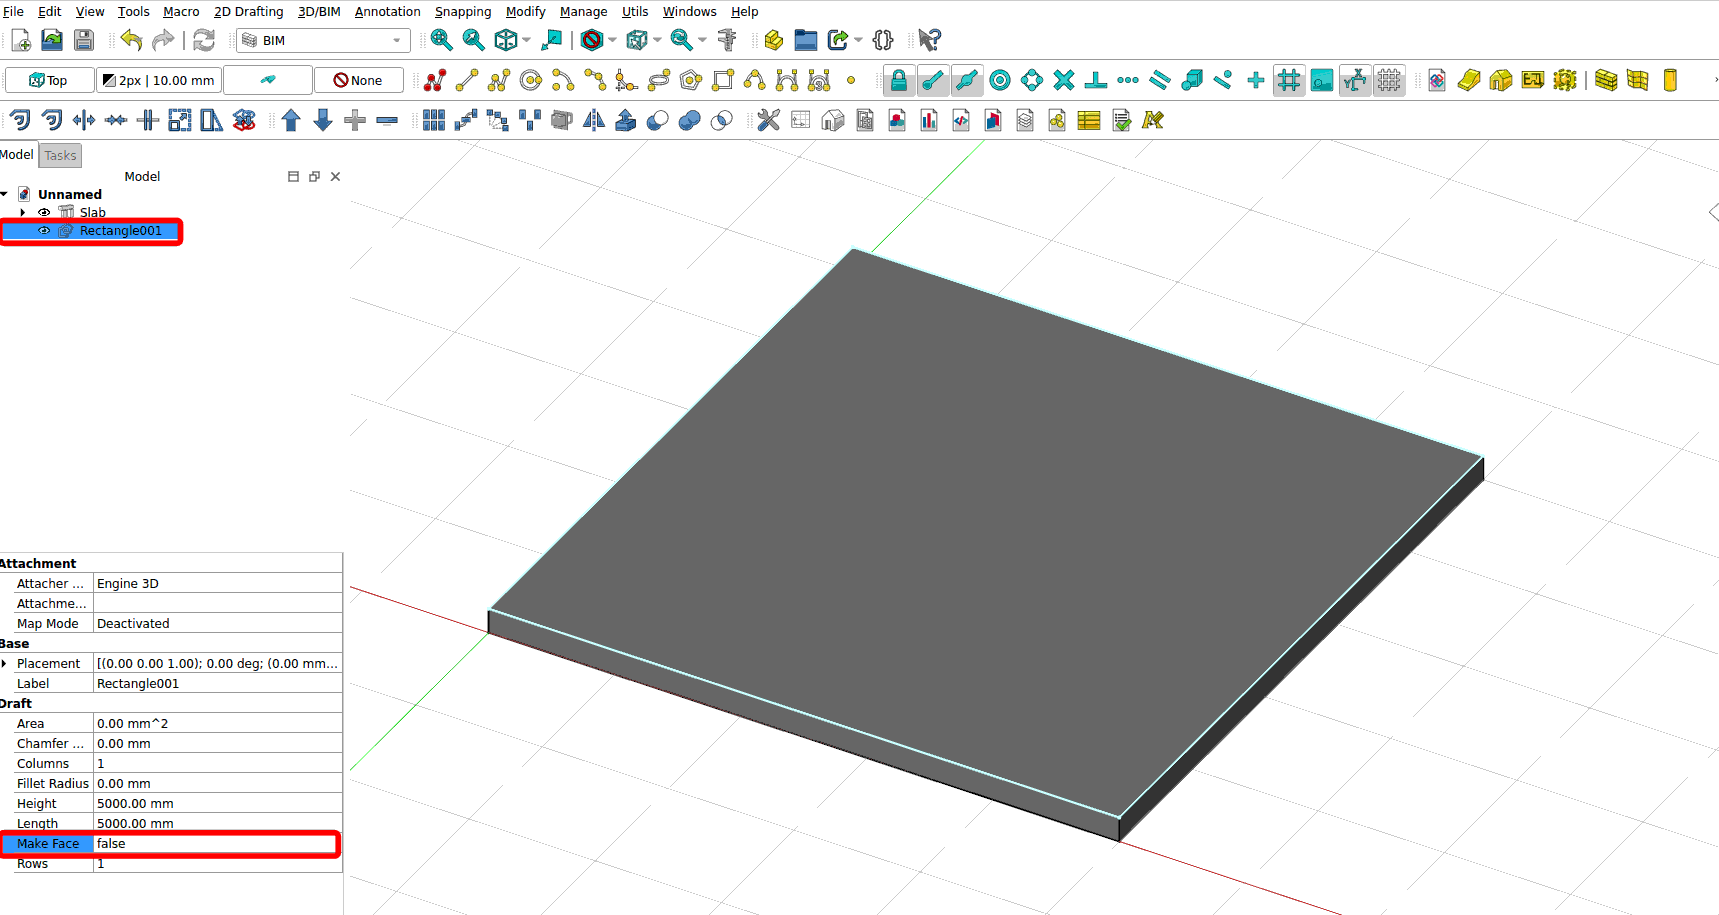 File Edit View Tools Macro 2D Drafting 3D/BIM Annotation Snapping Modify Manage Utils Windows Help
BIM
Top 2px | 10.00 mm None
Model Tasks
Model
Unnamed
Slab
Rectangle001
Attachment
Attacher ... Engine 3D
Attachme...
Map Mode Deactivated
Base
Placement [(0.00 0.00 1.00); 0.00 deg; (0.00 mm...
Label Rectangle001
Draft
Area 0.00 mm^2
Chamfer ... 0.00 mm
Columns 1
Fillet Radius 0.00 mm
Height 5000.00 mm
Length 5000.00 mm
Make Face false
Rows 1